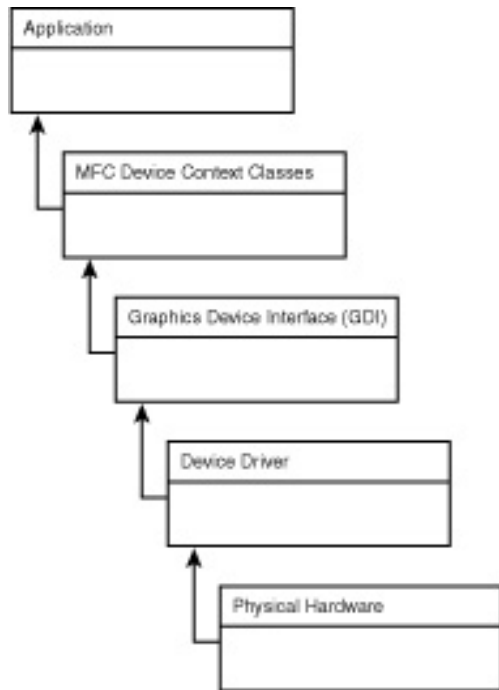 Application
MFC Device Context Classes
Graphics Device Interface (GDI)
Device Driver
Physical Hardware